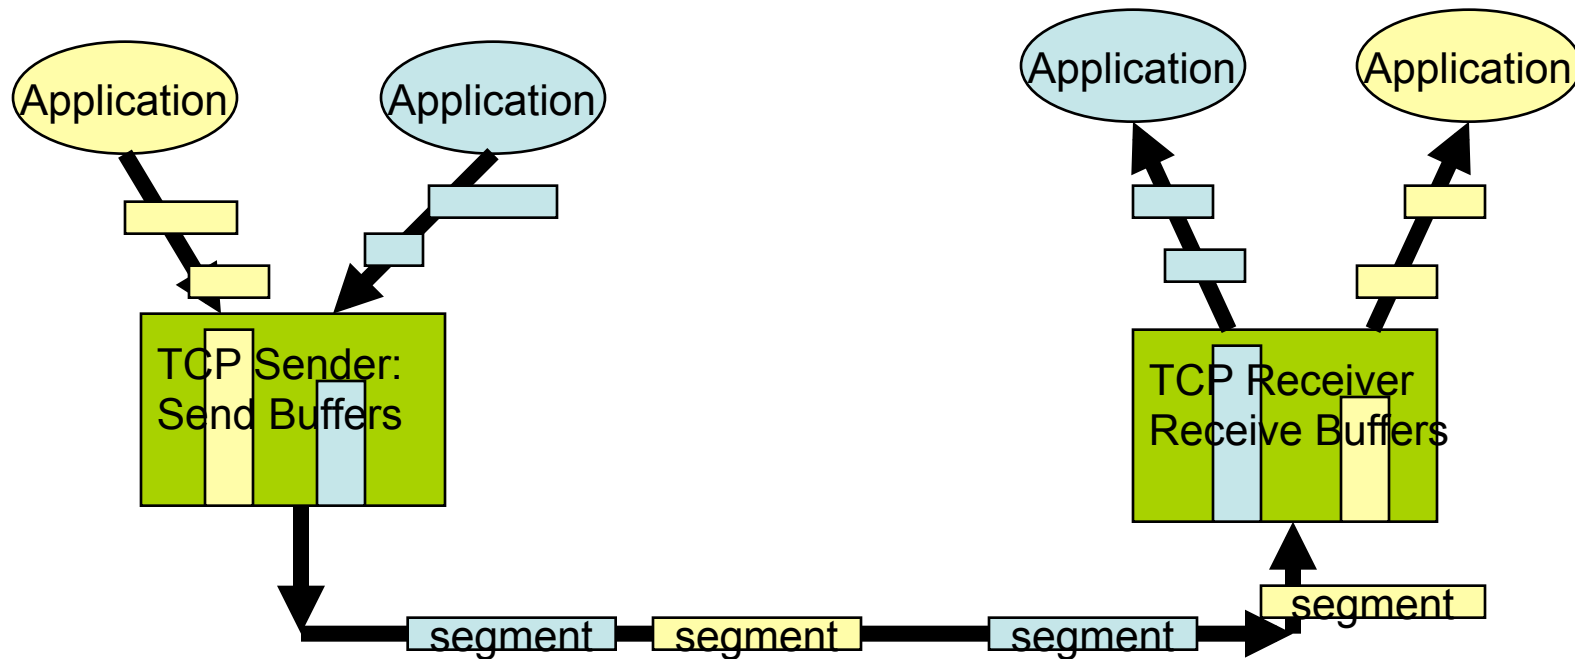 Application
Application
Application
Application
TCP Sender:
Send Buffers
TCP Receiver
Receive Buffers
segment
segment
segment
segment